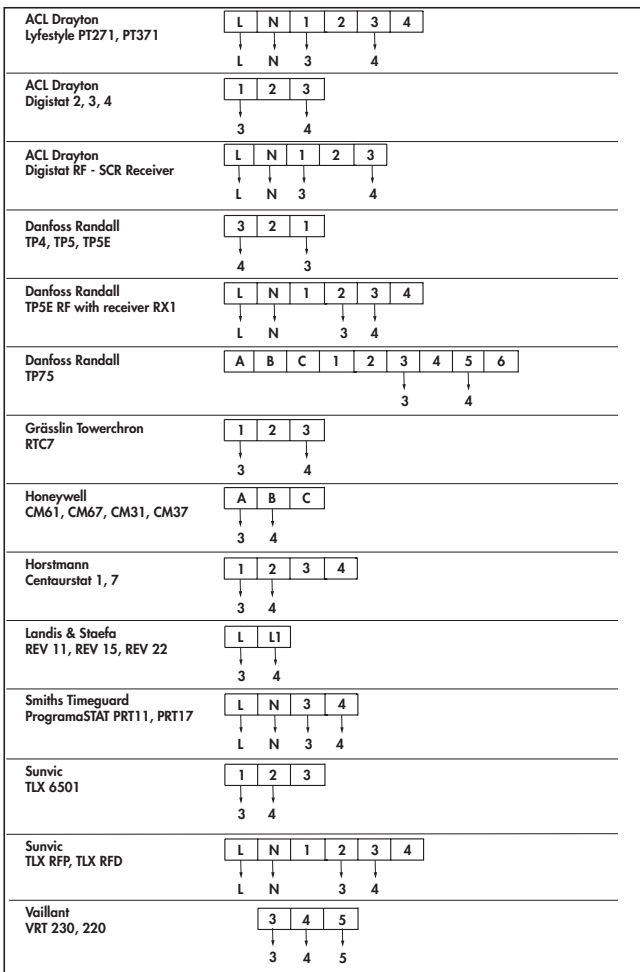 ACL Drayton
Lyfestyle PT271, PT371
L N 1 2 3 4
L N 3 4
ACL Drayton
Digistat 2, 3, 4
1 2 3
3 4
ACL Drayton
Digistat RF - SCR Receiver
L N 1 2 3
L N 3 4
Danfoss Randall
TP4, TP5, TP5E
3 2 1
4 3
Danfoss Randall
TP5E RF with receiver RX1
L N 1 2 3 4
L N 3 4
Danfoss Randall
TP75
A B C 1 2 3 4 5 6
3 4
Grässlin Towerchron
RTC7
1 2 3
3 4
Honeywell
CM61, CM67, CM31, CM37
A B C
3 4
Horstmann
Centaurstat 1, 7
1 2 3 4
3 4
Landis & Staefa
REV 11, REV 15, REV 22
L L1
3 4
Smiths Timeguard
ProgramaSTAT PRT11, PRT17
L N 3 4
L N 3 4
Sunvic
TLX 6501
1 2 3
3 4
Sunvic
TLX RFP, TLX RFD
L N 1 2 3 4
L N 3 4
Vaillant
VRT 230, 220
3 4 5
3 4 5